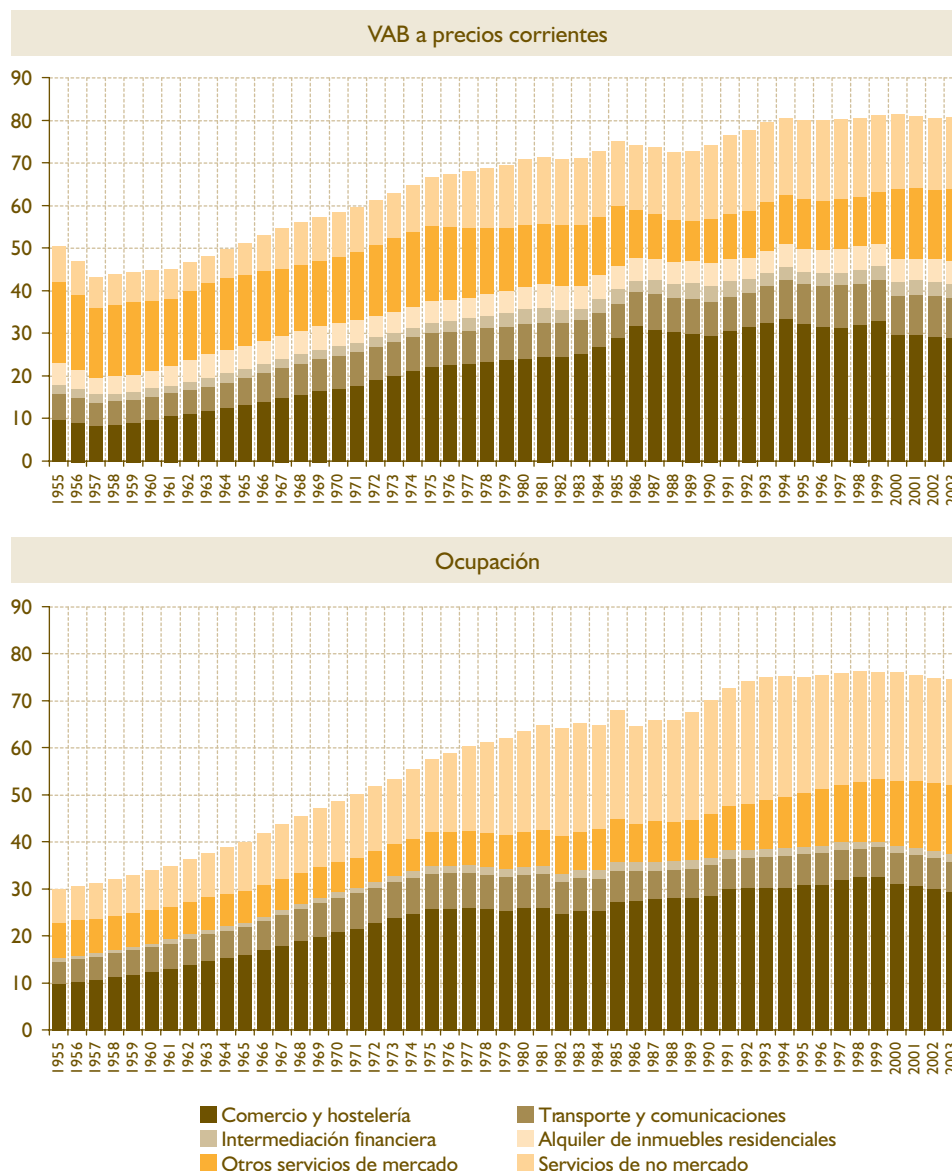 VAB a precios corrientes
90
80
70
60
50
40
30
20
10
0
1955 1956 1957 1958 1959 1960 1961 1962 1963 1964 1965 1966 1967 1968 1969 1970 1971 1972 1973 1974 1975 1976 1977 1978 1979 1980 1981 1982 1983 1984 1985 1986 1987 1988 1989 1990 1991 1992 1993 1994 1995 1996 1997 1998 1999 2000 2001 2002 2003
Ocupación
90
80
70
60
50
40
30
20
10
0
1955 1956 1957 1958 1959 1960 1961 1962 1963 1964 1965 1966 1967 1968 1969 1970 1971 1972 1973 1974 1975 1976 1977 1978 1979 1980 1981 1982 1983 1984 1985 1986 1987 1988 1989 1990 1991 1992 1993 1994 1995 1996 1997 1998 1999 2000 2001 2002 2003
Comercio y hostelería Transporte y comunicaciones
Intermediación financiera Alquiler de inmuebles residenciales
Otros servicios de mercado Servicios de no mercado